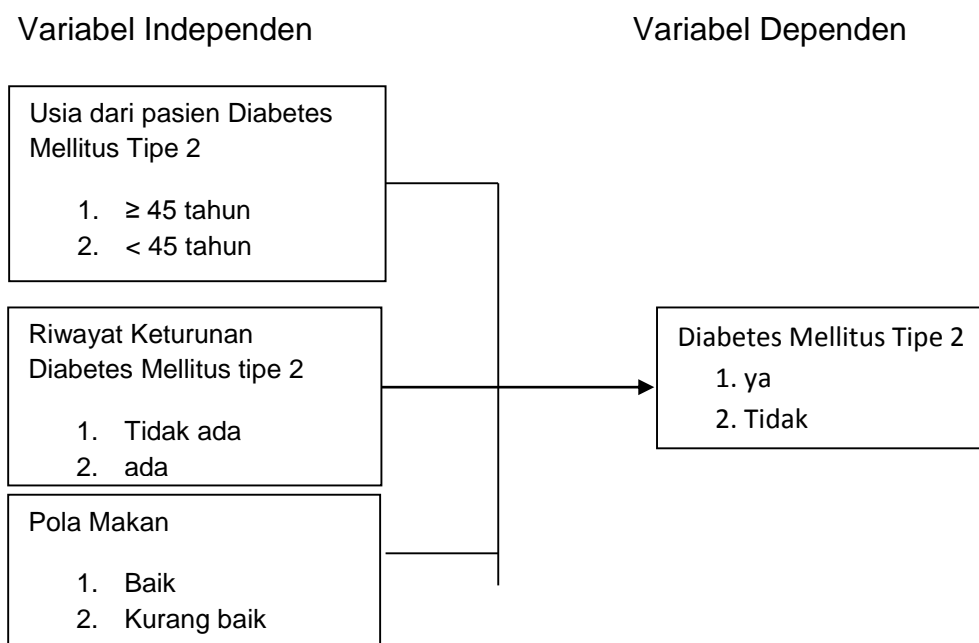 Variabel Independen
Variabel Dependen
Usia dari pasien Diabetes
Mellitus Tipe 2
1. ≥ 45 tahun
2. < 45 tahun
Riwayat Keturunan
Diabetes Mellitus tipe 2
1. Tidak ada
2. ada
Pola Makan
1. Baik
2. Kurang baik
Diabetes Mellitus Tipe 2
1. ya
2. Tidak